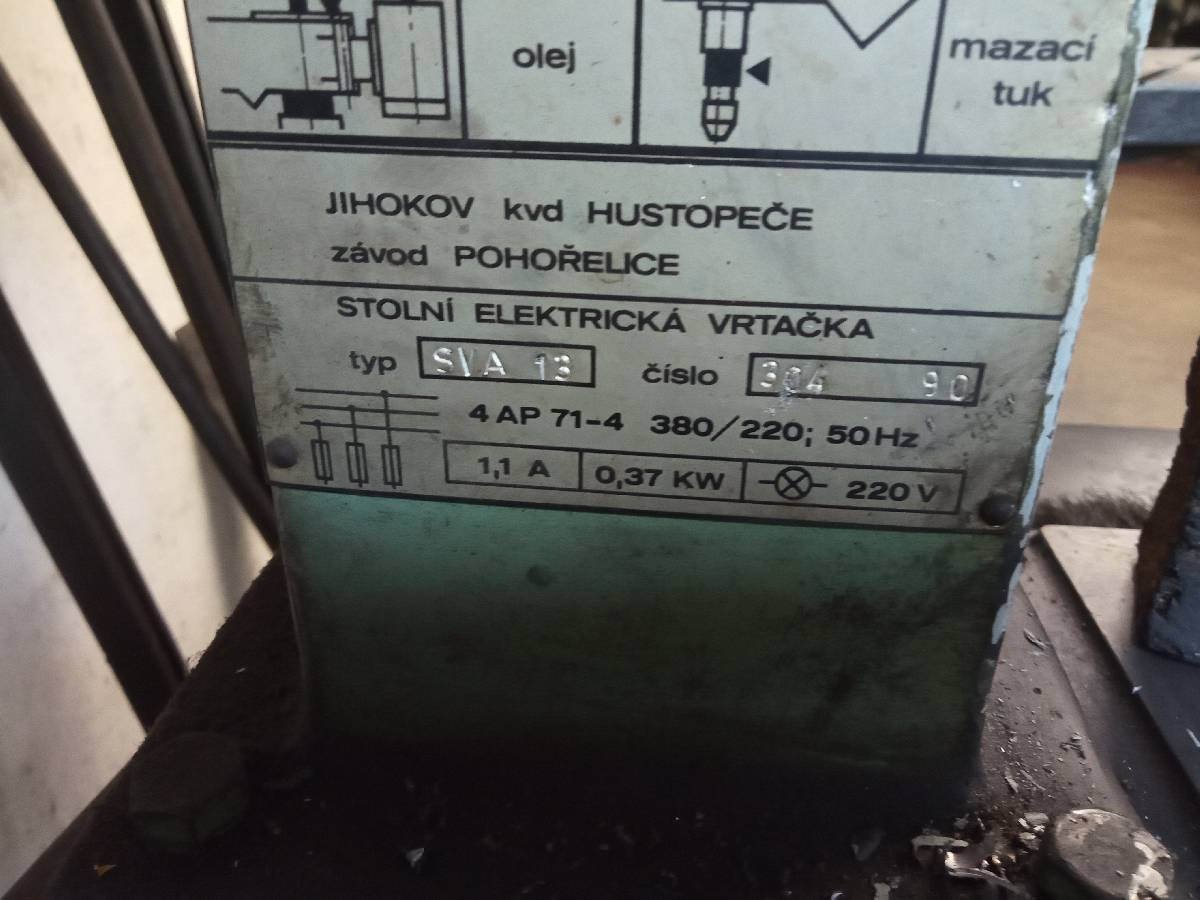 olej
mazací
tuk
JIHOKOV kvd HUSTOPEČE
závod POHOŘELICE
STOLNÍ ELEKTRICKÁ VRTAČKA
typ SVA 13 číslo 304 90
4 AP 71-4 380/220; 50 Hz
1,1 A 0,37 KW 220 V